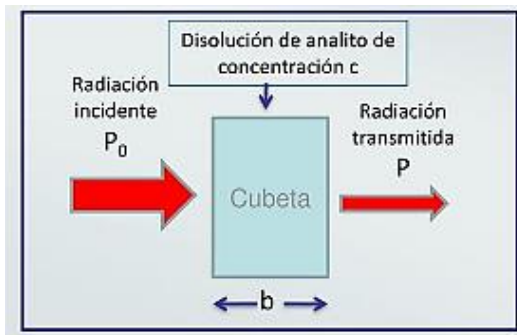 Disolución de analito de
concentración c
Radiación
incidente
P₀
Radiación
transmitida
P
Cubeta
b